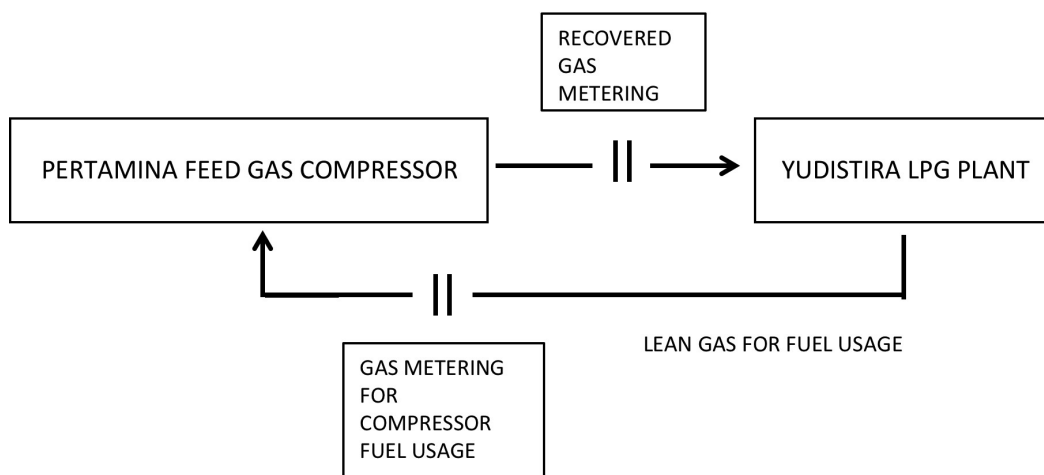 RECOVERED
GAS
METERING
PERTAMINA FEED GAS COMPRESSOR
YUDISTIRA LPG PLANT
LEAN GAS FOR FUEL USAGE
GAS METERING
FOR
COMPRESSOR
FUEL USAGE